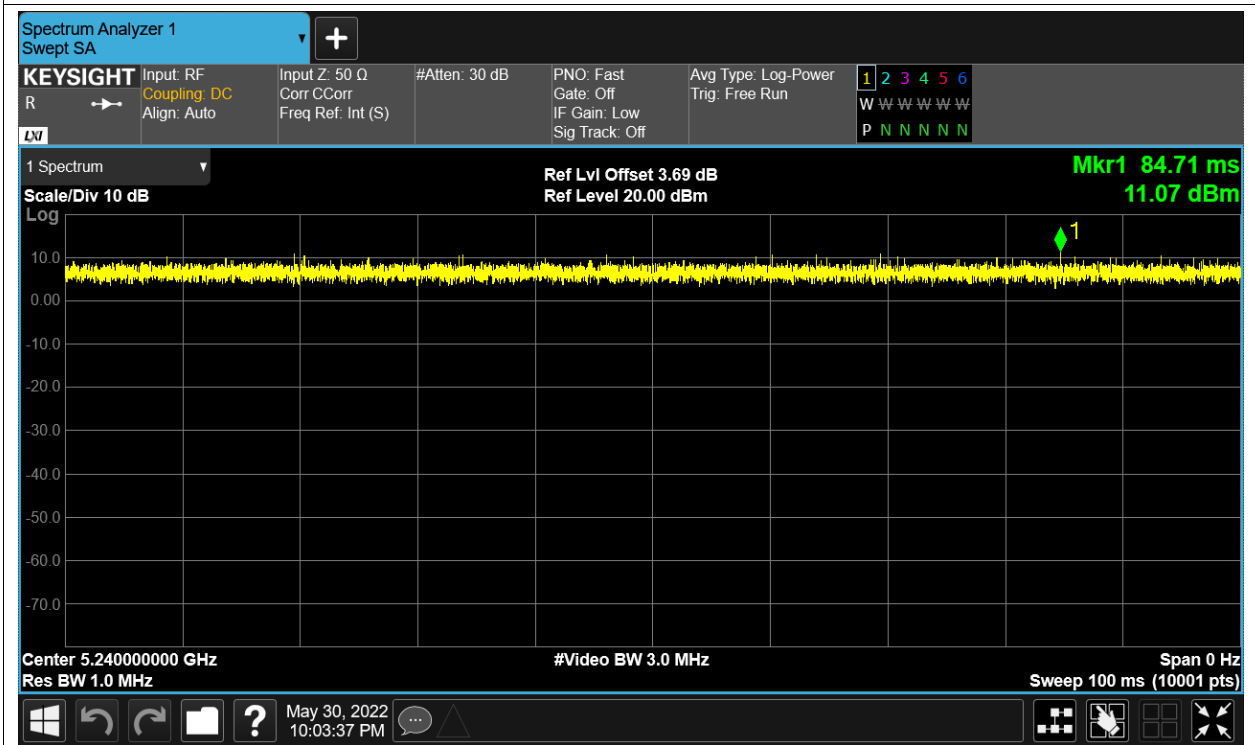 Spectrum Analyzer 1
Swept SA
+
KEYSIGHT
R
LXI
Input: RF
Coupling: DC
Align: Auto
Input Z: 50 Ω
Corr CCorr
Freq Ref: Int (S)
#Atten: 30 dB
PNO: Fast
Gate: Off
IF Gain: Low
Sig Track: Off
Avg Type: Log-Power
Trig: Free Run
1 2 3 4 5 6
W W W W W W
P N N N N N
1 Spectrum
Scale/Div 10 dB
Log
Ref Lvl Offset 3.69 dB
Ref Level 20.00 dBm
Mkr1 84.71 ms
11.07 dBm
1
10.0
0.00
-10.0
-20.0
-30.0
-40.0
-50.0
-60.0
-70.0
Center 5.240000000 GHz
Res BW 1.0 MHz
#Video BW 3.0 MHz
Span 0 Hz
Sweep 100 ms (10001 pts)
?
May 30, 2022
10:03:37 PM